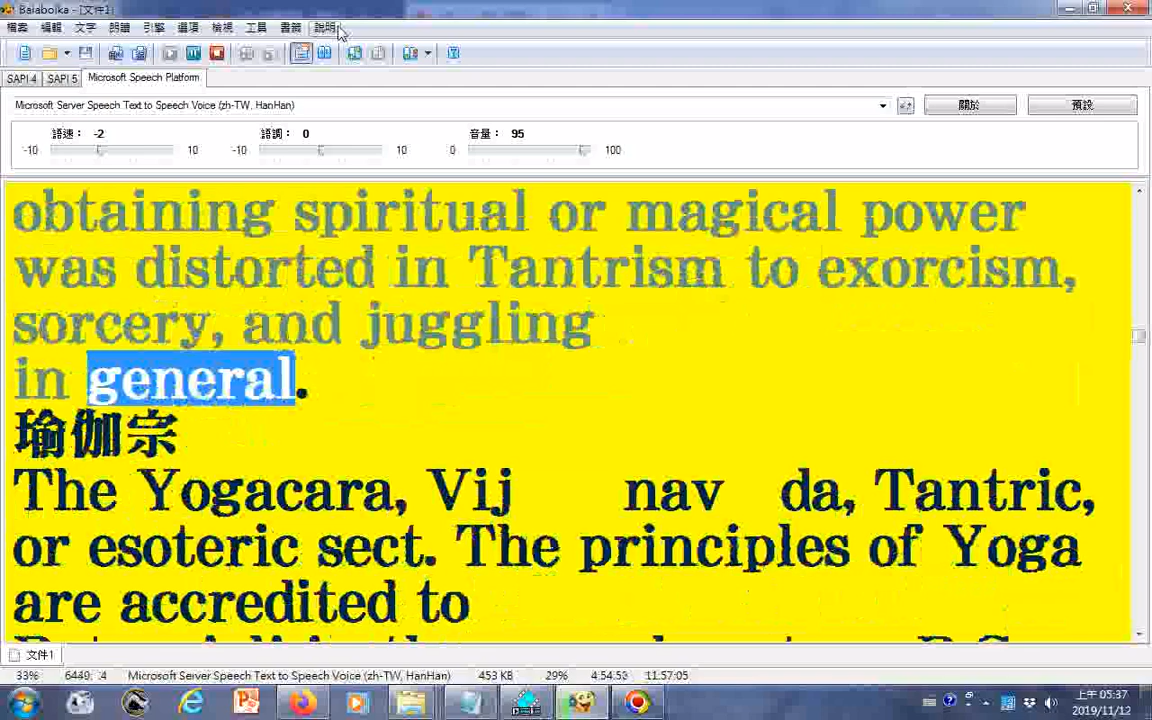 Balabolka - [文件1]
檔案 編輯 文字 朗讀 引擎 選項 檢視 工具 書籤 說明
SAPI 4 SAPI 5 Microsoft Speech Platform
Microsoft Server Speech Text to Speech Voice (zh-TW, HanHan) 關於 預設
語速： -2 語調： 0 音量： 95
-10 10 -10 10 0 100
obtaining spiritual or magical power
was distorted in Tantrism to exorcism,
sorcery, and juggling
in general.
瑜伽宗
The Yogacara, Vij nav da, Tantric,
or esoteric sect. The principles of Yoga
are accredited to
文件1
33% 6449: :4 Microsoft Server Speech Text to Speech Voice (zh-TW, HanHan) 453 KB 29% 4:54:53 11:57:05
上午 05:37
2019/11/12